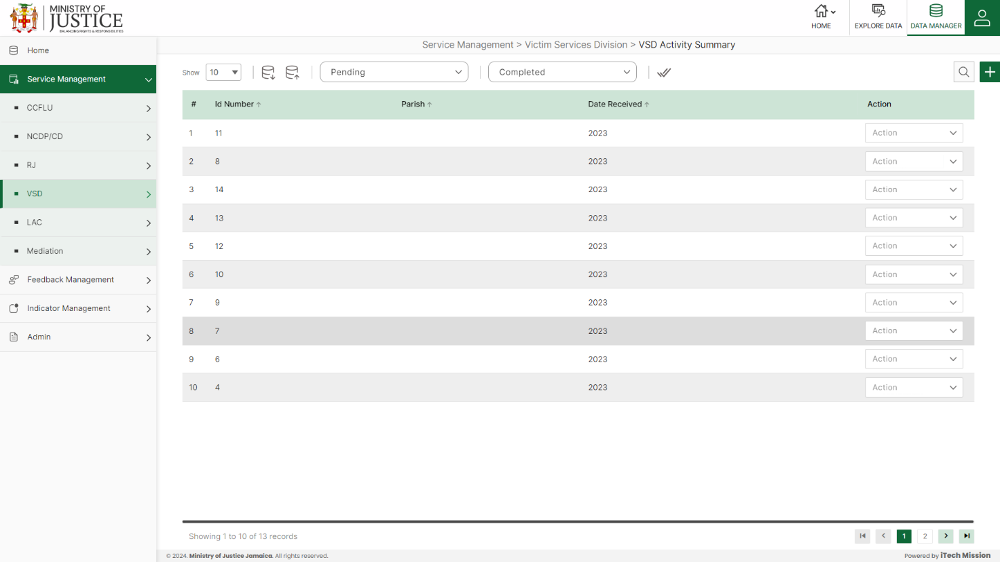 MINISTRY OF
JUSTICE
BALANCING RIGHTS & RESPONSIBILITIES
HOME
EXPLORE DATA
DATA MANAGER
Home
Service Management
CCFLU
NCDP/CD
RJ
VSD
LAC
Mediation
Feedback Management
Indicator Management
Admin
Service Management > Victim Services Division > VSD Activity Summary
Show 10 Pending Completed
# Id Number Parish Date Received Action
1 11 2023 Action
2 8 2023 Action
3 14 2023 Action
4 13 2023 Action
5 12 2023 Action
6 10 2023 Action
7 9 2023 Action
8 7 2023 Action
9 6 2023 Action
10 4 2023 Action
Showing 1 to 10 of 13 records
1 2
© 2024. Ministry of Justice Jamaica. All rights reserved.
Powered by iTech Mission